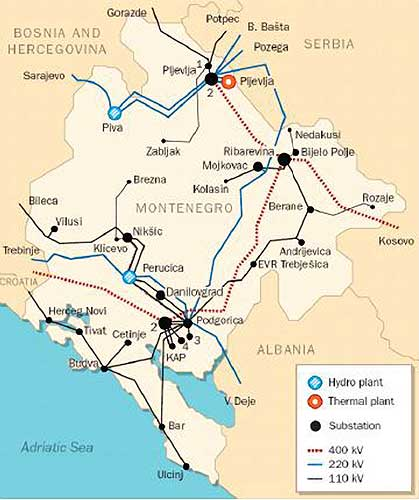 Gorazde
Potpec
BOSNIA AND
HERCEGOVINA
B. Bašta
Pozega
SERBIA
Pljevlja
1
Sarajevo
2
Pljevlja
Piva
Nedakusi
Ribarevina
Bijelo Polje
Zabljak
Mojkovac
Brezna
Kolasin
Rozaje
Bileca
MONTENEGRO
Berane
Vilusi
Nikšic
Kosovo
Klicevo
Andrijevica
Trebinje
Perucica
EVR Trebješica
CROATIA
Danilovgrad
Herceg Novi
2
Podgorica
Tivat
Cetinje
3
4
KAP
ALBANIA
Budva
V. Deje
Adriatic Sea
Bar
Ulcinj
Hydro plant
Thermal plant
Substation
400 kV
220 kV
110 kV